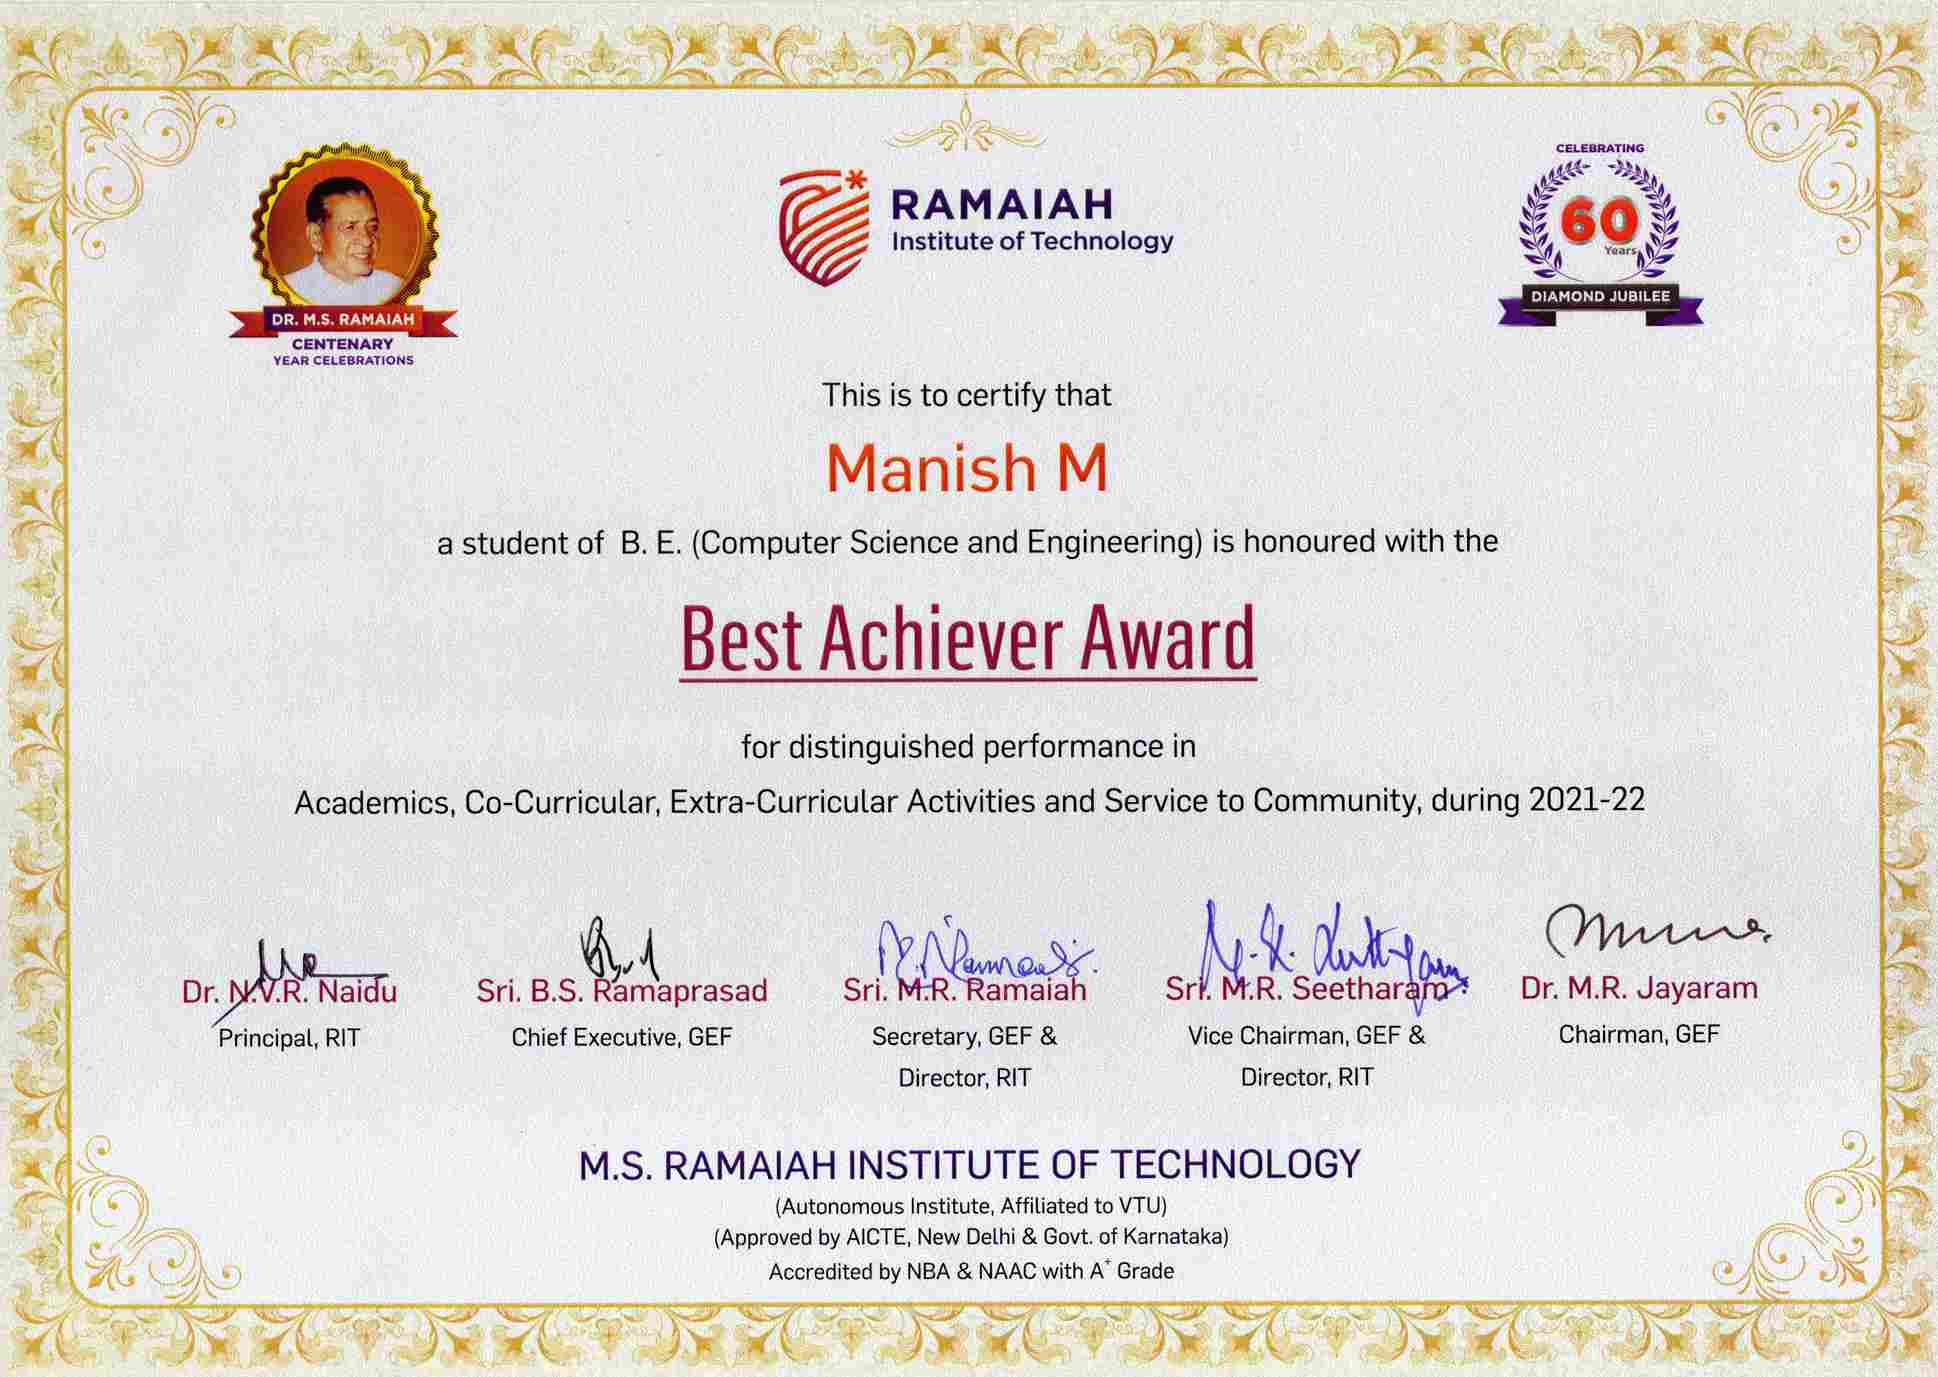 DR. M.S. RAMAIAH
CENTENARY
YEAR CELEBRATIONS
RAMAIAH
Institute of Technology
CELEBRATING
60
Years
DIAMOND JUBILEE
This is to certify that
Manish M
a student of B. E. (Computer Science and Engineering) is honoured with the
Best Achiever Award
for distinguished performance in
Academics, Co-Curricular, Extra-Curricular Activities and Service to Community, during 2021-22
Dr. N.V.R. Naidu
Principal, RIT
Sri. B.S. Ramaprasad
Chief Executive, GEF
Sri. M.R. Ramaiah
Secretary, GEF &
Director, RIT
Sri. M.R. Seetharam
Vice Chairman, GEF &
Director, RIT
Dr. M.R. Jayaram
Chairman, GEF
M.S. RAMAIAH INSTITUTE OF TECHNOLOGY
(Autonomous Institute, Affiliated to VTU)
(Approved by AICTE, New Delhi & Govt. of Karnataka)
Accredited by NBA & NAAC with A⁺ Grade